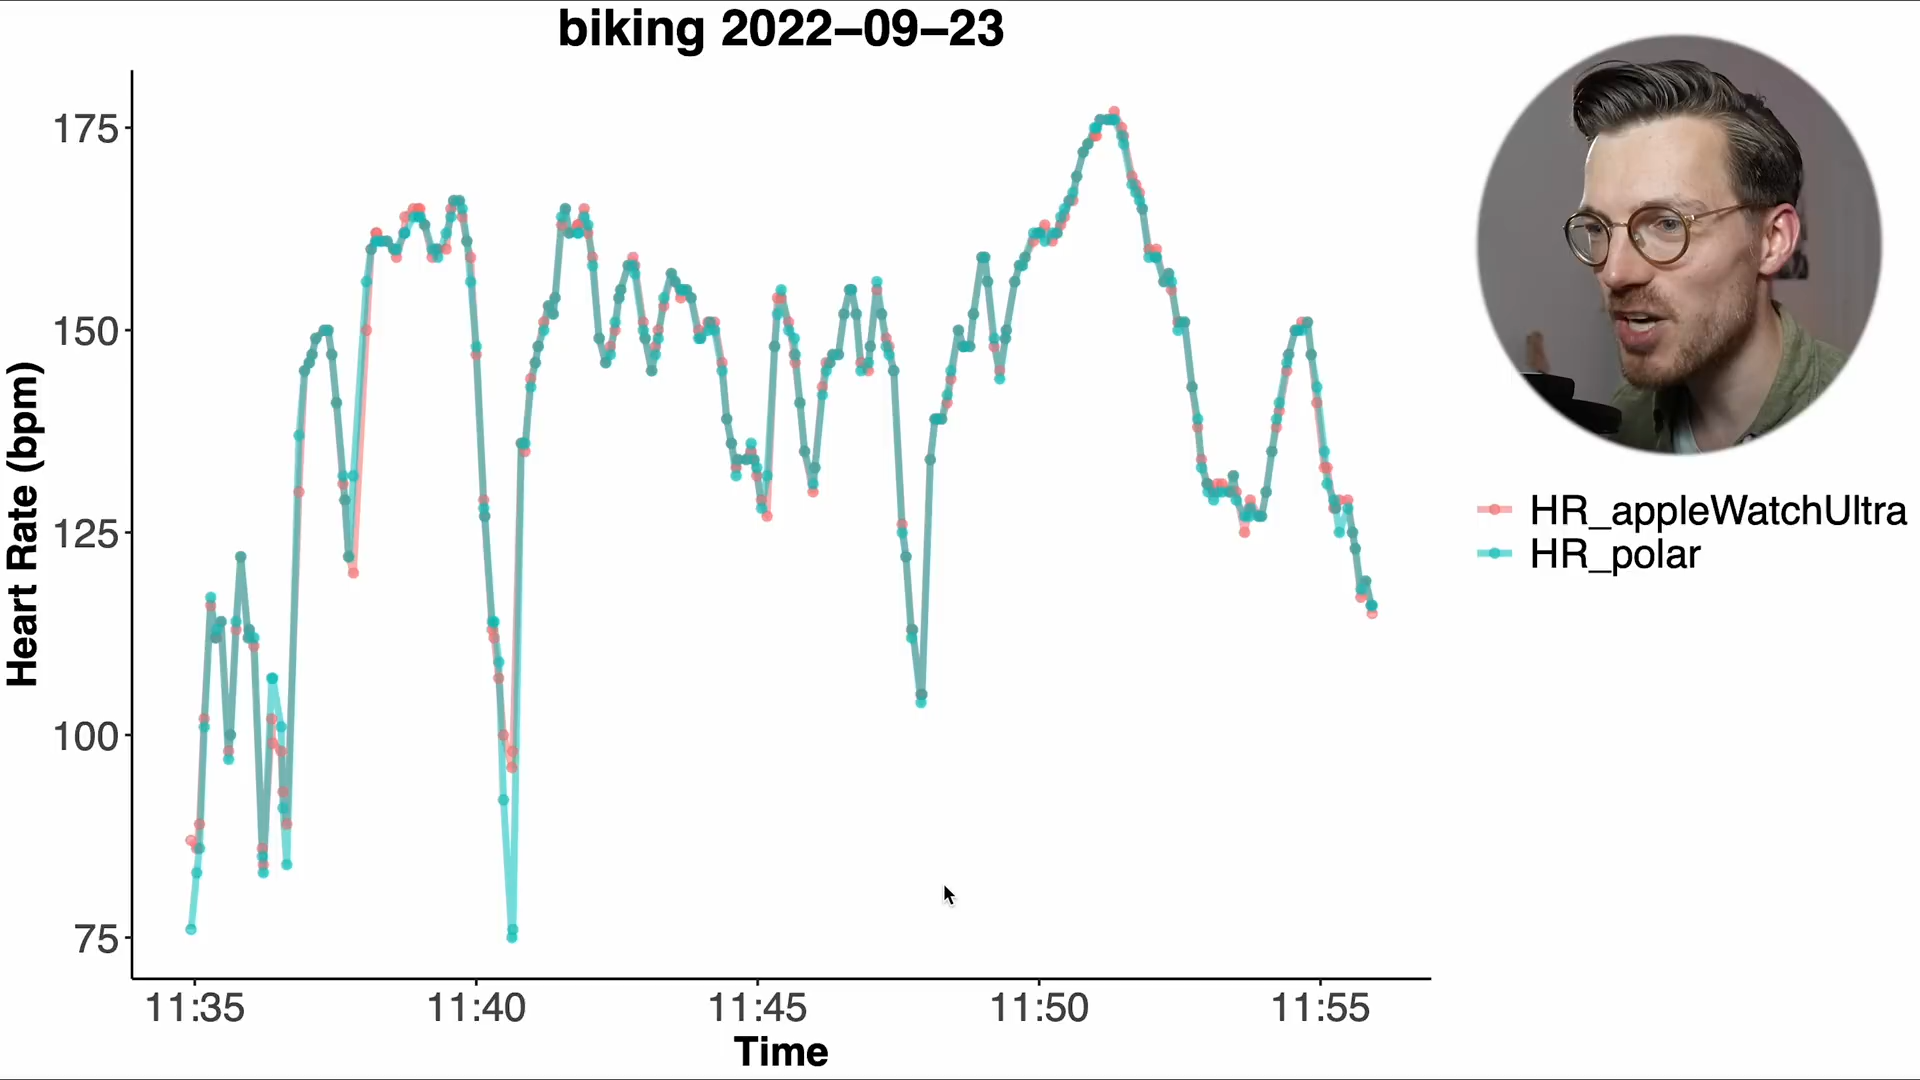 biking 2022–09–23
175
150
125
100
75
Heart Rate (bpm)
11:35 11:40 11:45 11:50 11:55
Time
HR_appleWatchUltra
HR_polar